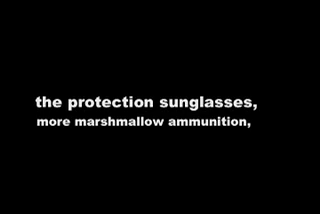 the protection sunglasses,
more marshmallow ammunition,